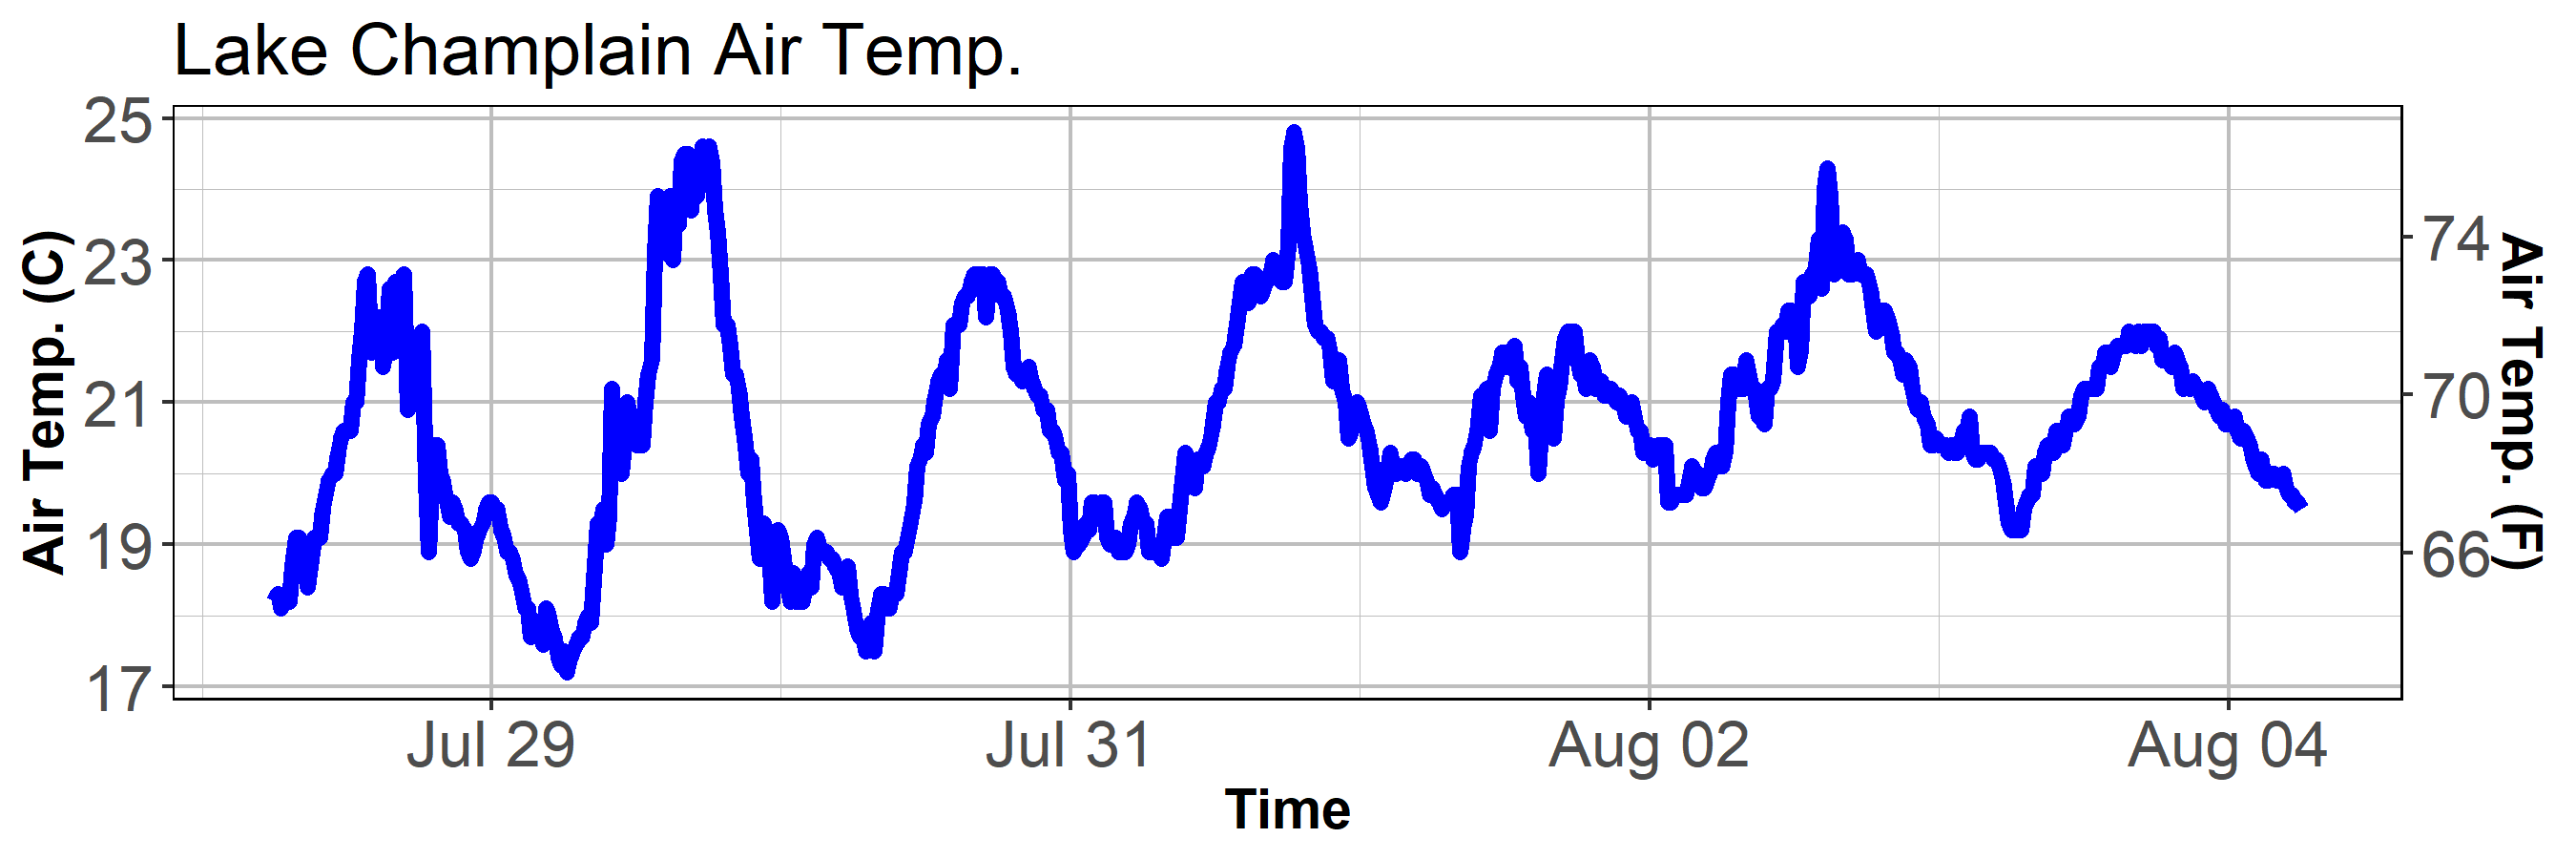 Lake Champlain Air Temp.
Air Temp. (C)
25
23
21
19
17
74
70
66
Air Temp. (F)
Jul 29
Jul 31
Aug 02
Aug 04
Time